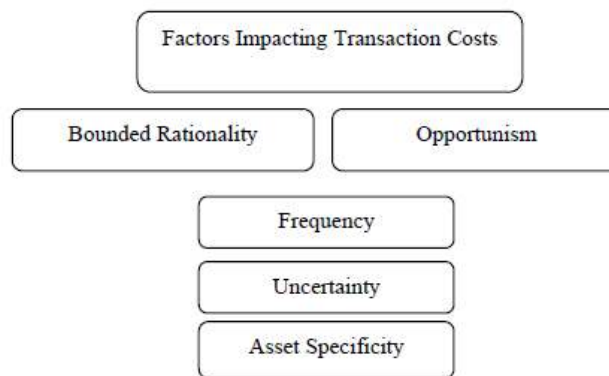 Factors Impacting Transaction Costs
Bounded Rationality
Opportunism
Frequency
Uncertainty
Asset Specificity